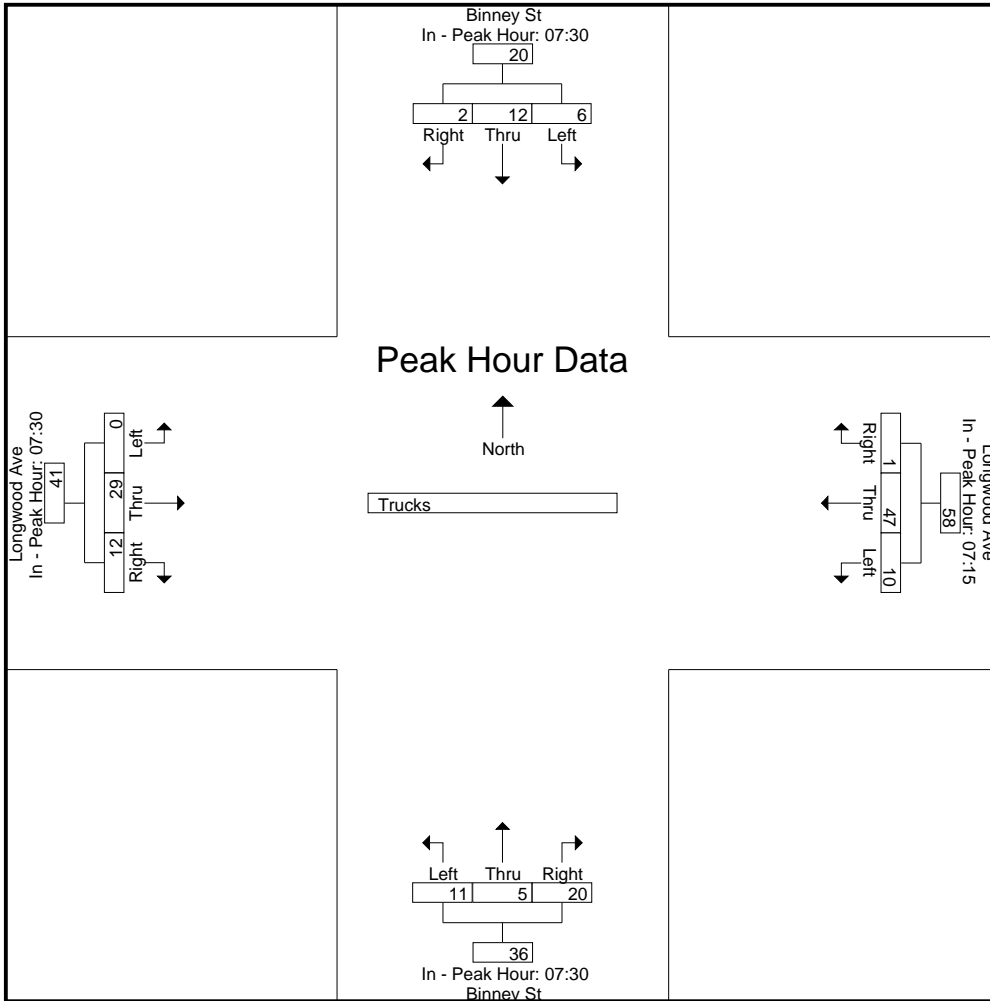 Binney St
In - Peak Hour: 07:30
20
2 12 6
Right Thru Left
Peak Hour Data
North
Trucks
Longwood Ave
In - Peak Hour: 07:30
41
0 29 12
Left Thru Right
Longwood Ave
In - Peak Hour: 07:15
58
1 47 10
Right Thru Left
Left Thru Right
11 5 20
36
In - Peak Hour: 07:30
Binney St